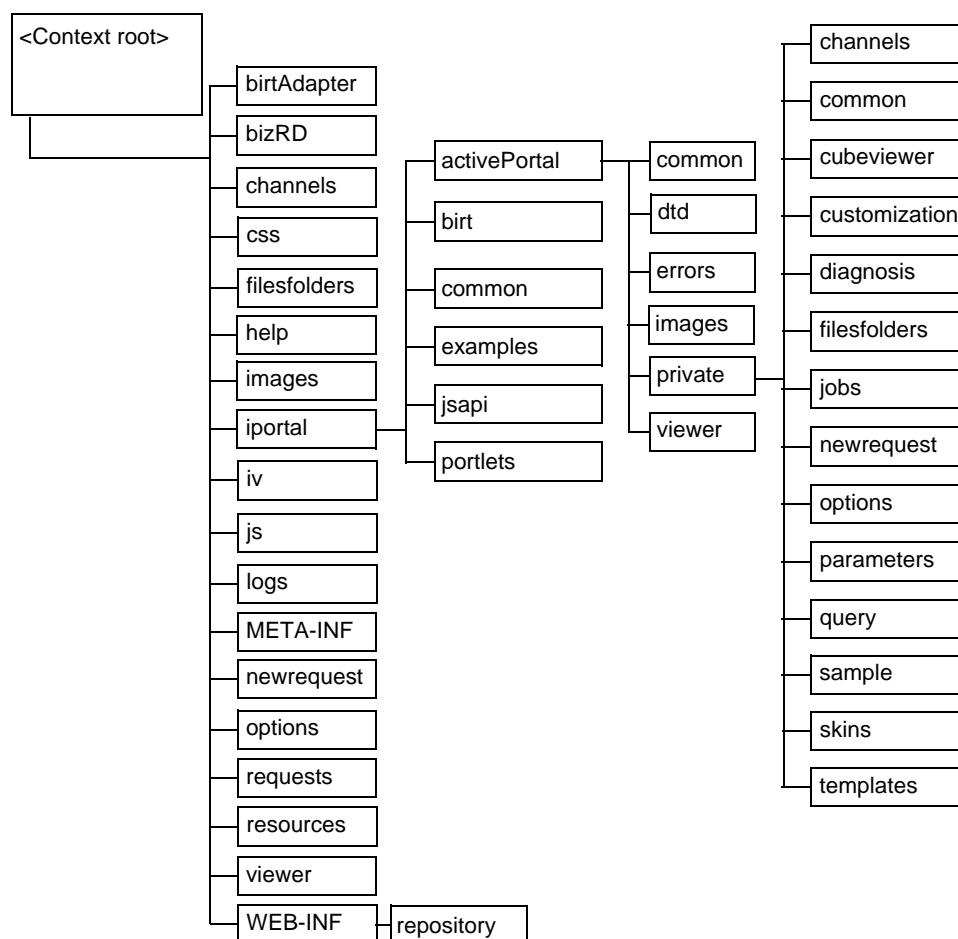 <Context root>
birtAdapter
bizRD
channels
css
filesfolders
help
images
iportal
iv
js
logs
META-INF
newrequest
options
requests
resources
viewer
WEB-INF
repository
activePortal
birt
common
examples
jsapi
portlets
common
dtd
errors
images
private
viewer
channels
common
cubeviewer
customization
diagnosis
filesfolders
jobs
newrequest
options
parameters
query
sample
skins
templates